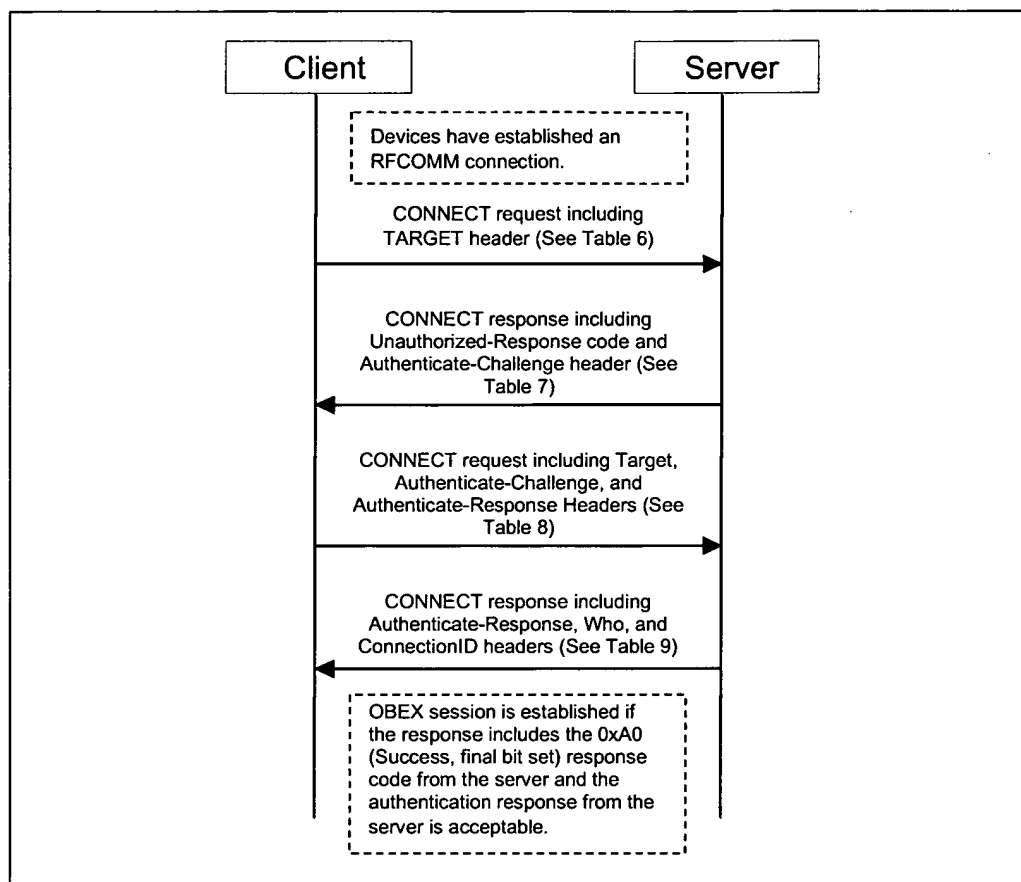 Client
Server
Devices have established an
RFCOMM connection.
CONNECT request including
TARGET header (See Table 6)
CONNECT response including
Unauthorized-Response code and
Authenticate-Challenge header (See
Table 7)
CONNECT request including Target,
Authenticate-Challenge, and
Authenticate-Response Headers (See
Table 8)
CONNECT response including
Authenticate-Response, Who, and
ConnectionID headers (See Table 9)
OBEX session is established if
the response includes the 0xA0
(Success, final bit set) response
code from the server and the
authentication response from the
server is acceptable.